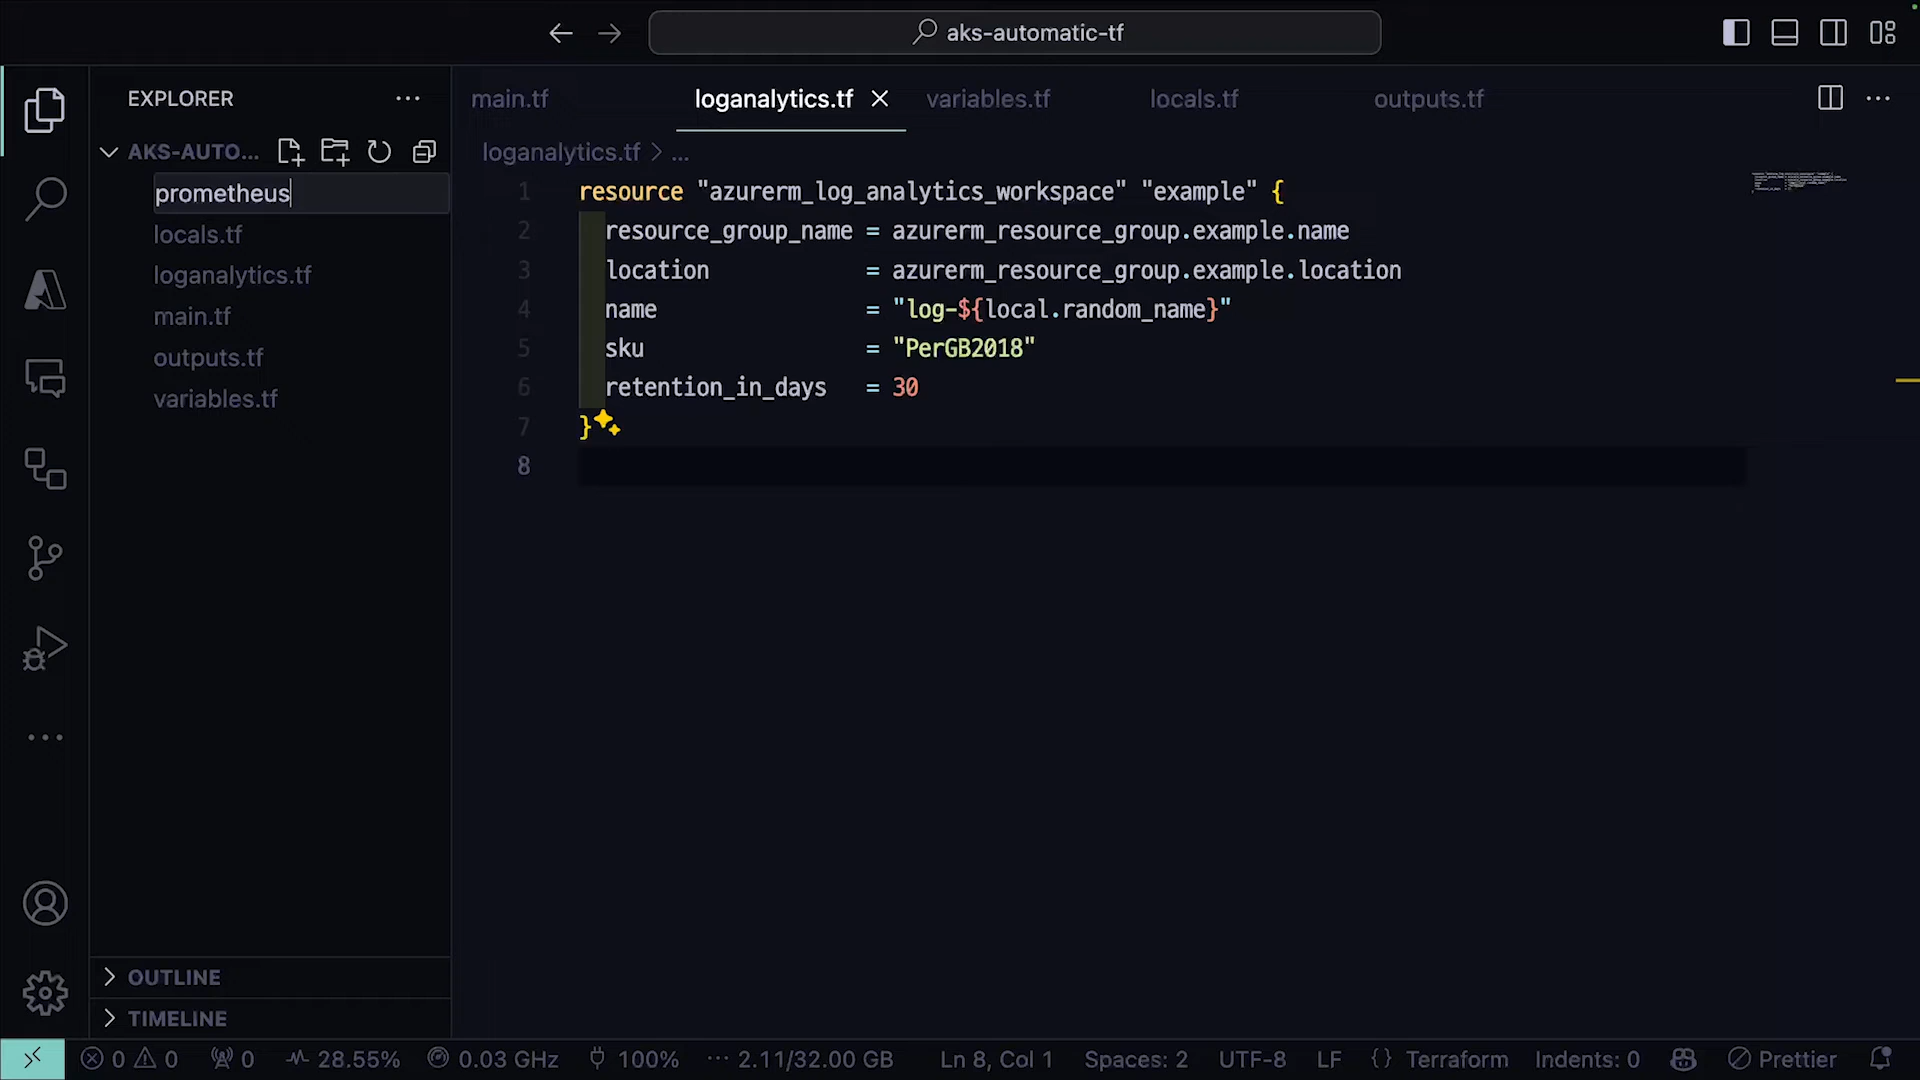 aks-automatic-tf
EXPLORER
AKS-AUTO...
prometheus
locals.tf
loganalytics.tf
main.tf
outputs.tf
variables.tf
OUTLINE
TIMELINE
main.tf loganalytics.tf variables.tf locals.tf outputs.tf
loganalytics.tf > ...
1 resource "azurerm_log_analytics_workspace" "example" {
2 resource_group_name = azurerm_resource_group.example.name
3 location = azurerm_resource_group.example.location
4 name = "log-${local.random_name}"
5 sku = "PerGB2018"
6 retention_in_days = 30
7 }
8
0 0 0 28.55% 0.03 GHz 100% 2.11/32.00 GB Ln 8, Col 1 Spaces: 2 UTF-8 LF {} Terraform Indents: 0 Prettier